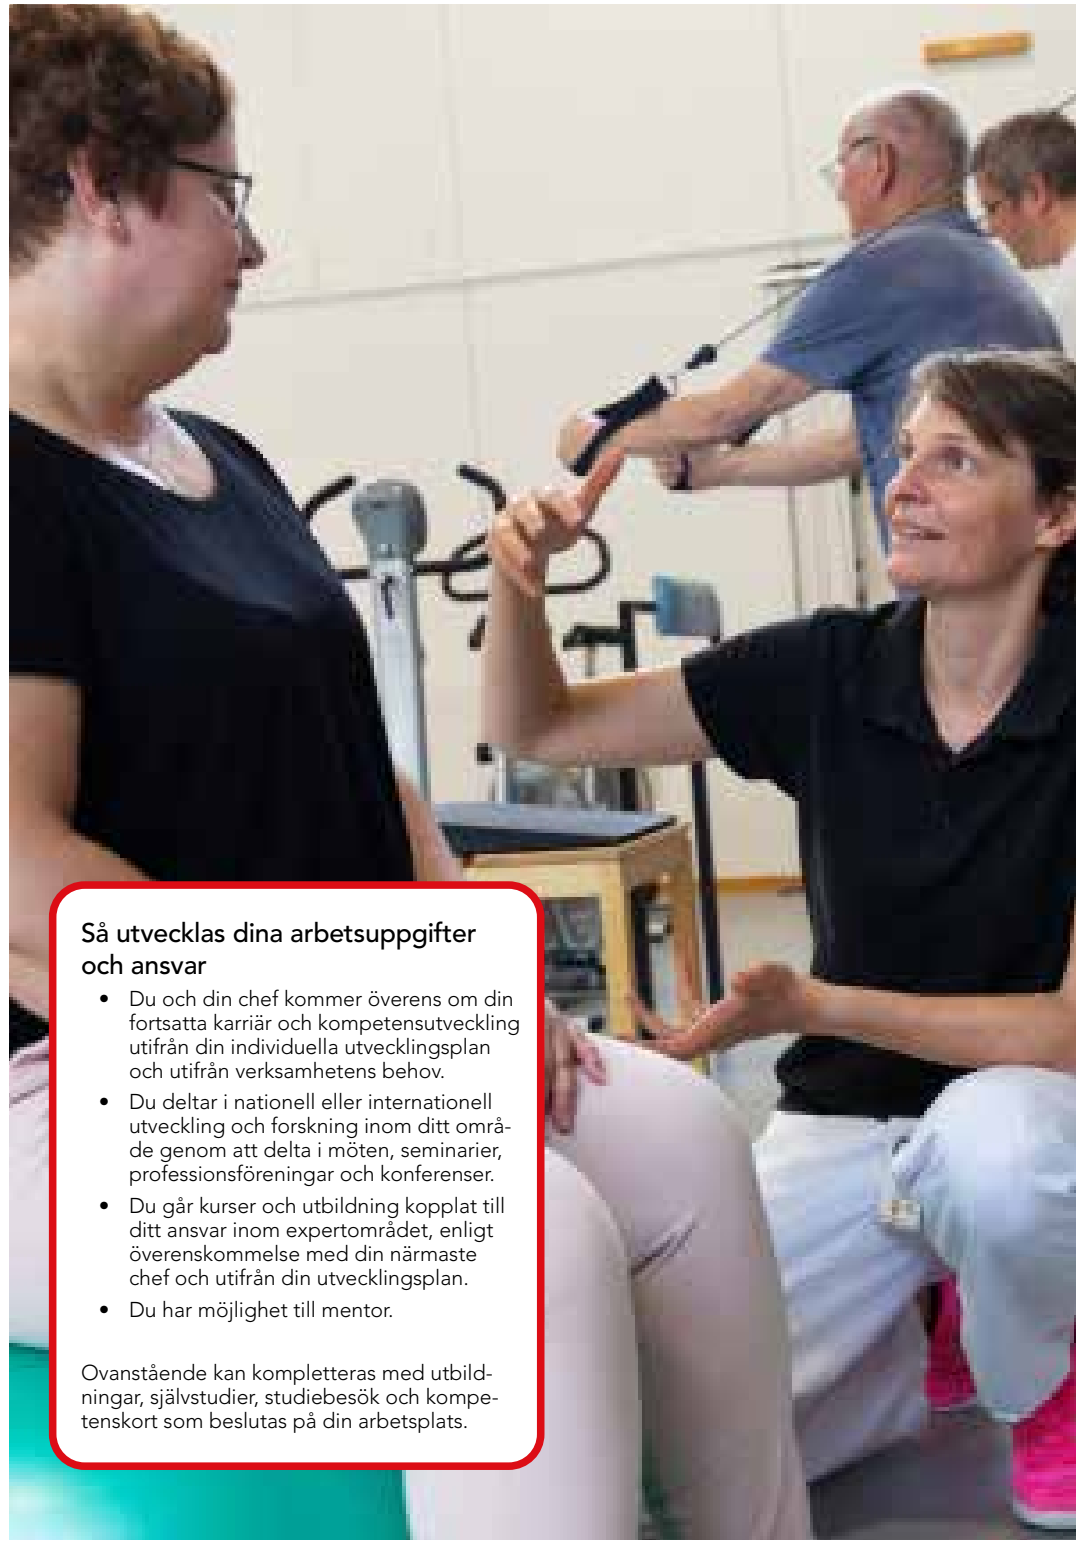 Så utvecklas dina arbetsuppgifter
och ansvar
• Du och din chef kommer överens om din
fortsatta karriär och kompetensutveckling
utifrån din individuella utvecklingsplan
och utifrån verksamhetens behov.
• Du deltar i nationell eller internationell
utveckling och forskning inom ditt områ-
de genom att delta i möten, seminarier,
professionsföreningar och konferenser.
• Du går kurser och utbildning kopplat till
ditt ansvar inom expertområdet, enligt
överenskommelse med din närmaste
chef och utifrån din utvecklingsplan.
• Du har möjlighet till mentor.
Ovanstående kan kompletteras med utbild-
ningar, självstudier, studiebesök och kompe-
tenskort som beslutas på din arbetsplats.